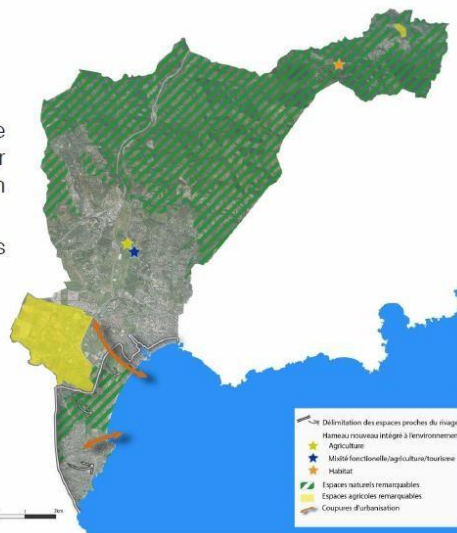 e
r
n
s
Délimitation des espaces proches du rivage
Hameau nouveau intégré à l'environnement
Agriculture
Mixité fonctionelle/agriculture/tourisme
Habitat
Espaces naturels remarquables
Espaces agricoles remarquables
Coupures d'urbanisation